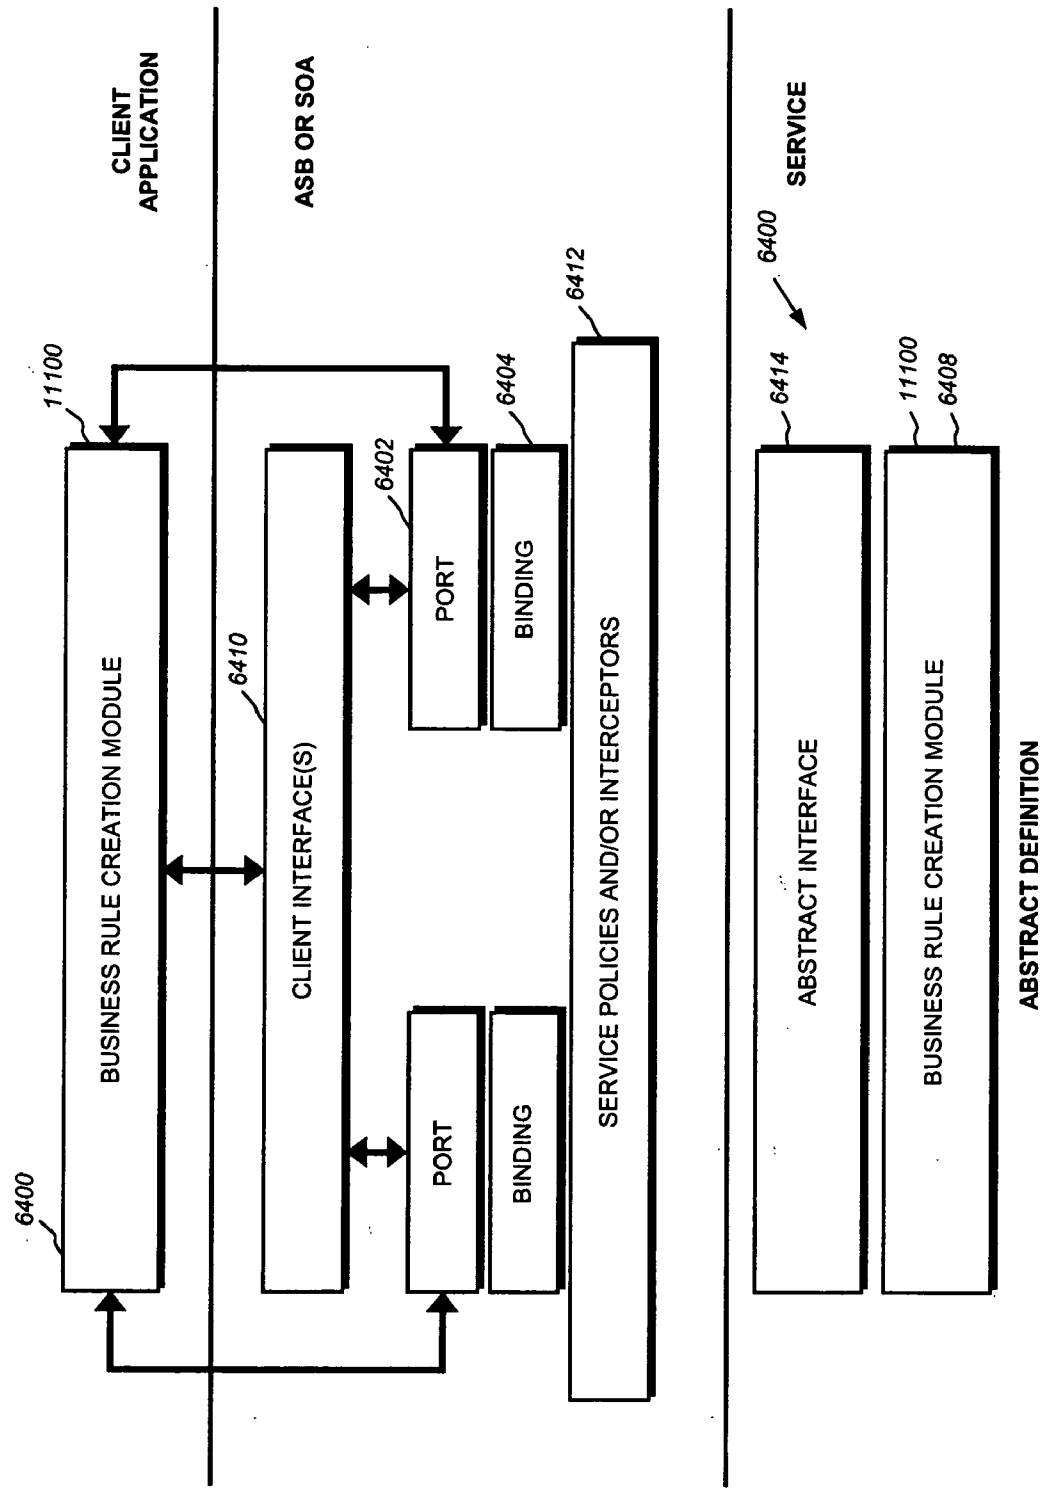 6400
11100
BUSINESS RULE CREATION MODULE
CLIENT
APPLICATION
6410
CLIENT INTERFACE(S)
ASB OR SOA
6402
PORT
PORT
6404
BINDING
BINDING
6412
SERVICE POLICIES AND/OR INTERCEPTORS
SERVICE
6400
6414
ABSTRACT INTERFACE
11100
6408
BUSINESS RULE CREATION MODULE
ABSTRACT DEFINITION